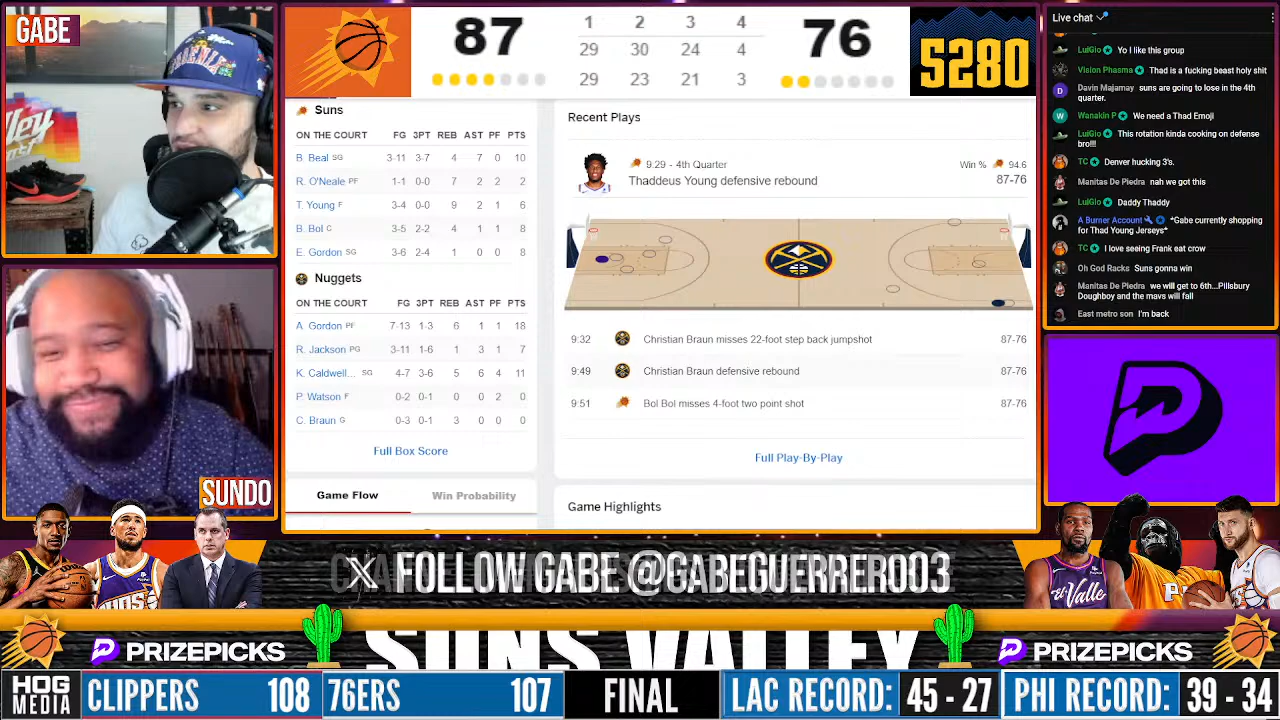 GABE
87
1 2 3 4
29 30 24 4
29 23 21 3
76
5280
Suns
ON THE COURT FG 3PT REB AST PF PTS
B. Beal SG 3-11 3-7 4 7 0 10
R. O'Neale PF 1-1 0-0 7 2 2 2
T. Young F 3-4 0-0 9 2 1 6
B. Bol C 3-5 2-2 4 1 1 8
E. Gordon SG 3-6 2-4 1 0 0 8
Nuggets
ON THE COURT FG 3PT REB AST PF PTS
A. Gordon PF 7-13 1-3 6 1 1 18
R. Jackson PG 3-11 1-6 1 3 1 7
K. Caldwell... SG 4-7 3-6 5 6 4 11
P. Watson F 0-2 0-1 0 0 2 0
C. Braun G 0-3 0-1 3 0 0 0
Full Box Score
Game Flow Win Probability
Recent Plays
9:29 - 4th Quarter Win % 94.6
Thaddeus Young defensive rebound 87-76
9:32 Christian Braun misses 22-foot step back jumpshot 87-76
9:49 Christian Braun defensive rebound 87-76
9:51 Bol Bol misses 4-foot two point shot 87-76
Full Play-By-Play
Game Highlights
Live chat
LuiGio Yo I like this group
Vision Phasma Thad is a fucking beast holy shit
Davin Majamay suns are going to lose in the 4th
quarter.
Wanakin P We need a Thad Emoji
LuiGio This rotation kinda cooking on defense
bro!!!
TC Denver hucking 3's.
Manitas De Piedra nah we got this
LuiGio Daddy Thaddy
A Burner Account *Gabe currently shopping
for Thad Young Jerseys*
TC I love seeing Frank eat crow
Oh God Racks Suns gonna win
Manitas De Piedra we will get to 6th...Pillsbury
Doughboy and the mavs will fall
East metro son I'm back
SUNDO
X FOLLOW GABE @GABEGUERRERO03
PRIZEPICKS
SUNS VALLEY
PRIZEPICKS
HOG
MEDIA
CLIPPERS 108 76ERS 107 FINAL LAC RECORD: 45 - 27 PHI RECORD: 39 - 34